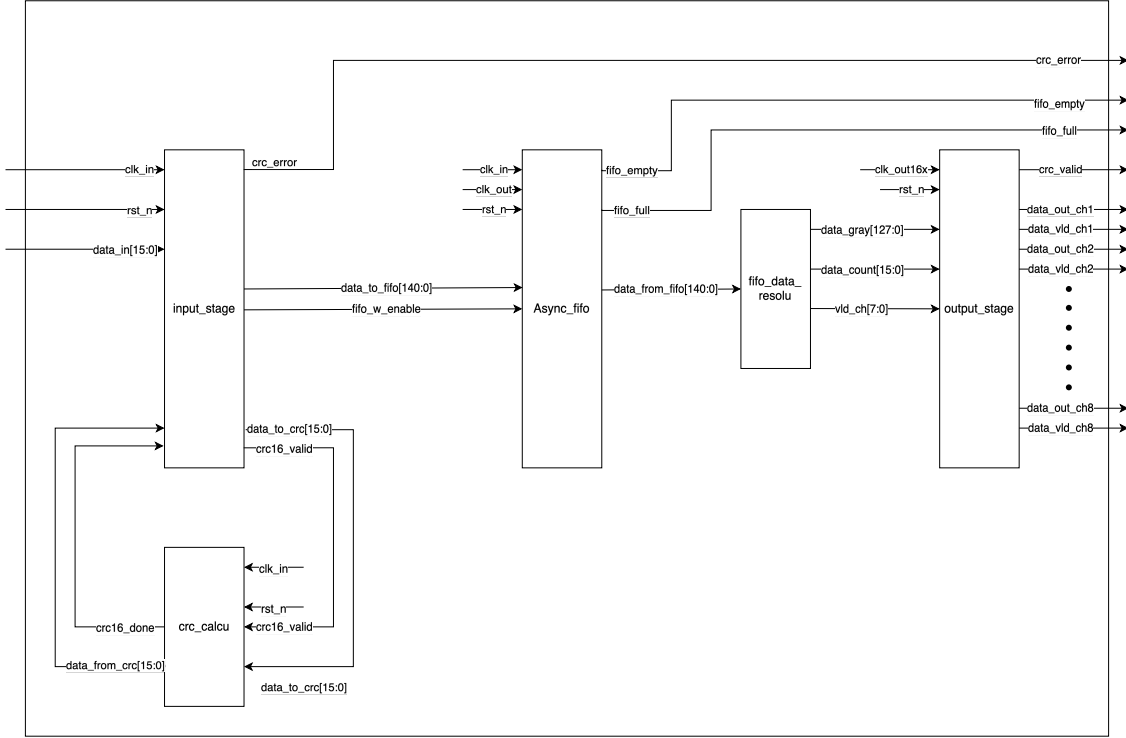 crc_error
fifo_empty
fifo_full
clk_in
rst_n
data_in[15:0]
input_stage
crc_error
data_to_fifo[140:0]
fifo_w_enable
data_to_crc[15:0]
crc16_valid
clk_in
clk_out
rst_n
Async_fifo
fifo_empty
fifo_full
data_from_fifo[140:0]
fifo_data_
resolu
data_gray[127:0]
data_count[15:0]
vld_ch[7:0]
clk_out16x
rst_n
output_stage
crc_valid
data_out_ch1
data_vld_ch1
data_out_ch2
data_vld_ch2
data_out_ch8
data_vld_ch8
crc_calcu
clk_in
rst_n
crc16_valid
data_to_crc[15:0]
crc16_done
data_from_crc[15:0]